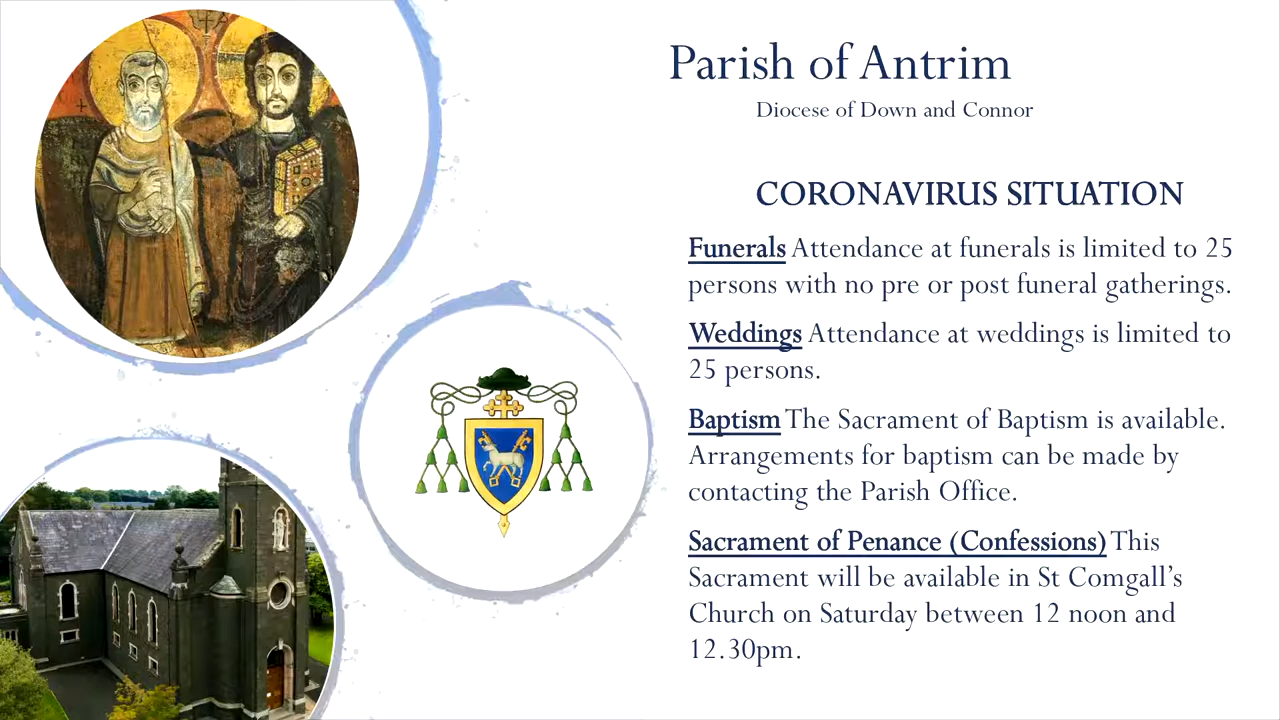 Parish of Antrim
Diocese of Down and Connor
CORONAVIRUS SITUATION
Funerals Attendance at funerals is limited to 25
persons with no pre or post funeral gatherings.
Weddings Attendance at weddings is limited to
25 persons.
Baptism The Sacrament of Baptism is available.
Arrangements for baptism can be made by
contacting the Parish Office.
Sacrament of Penance (Confessions) This
Sacrament will be available in St Comgall’s
Church on Saturday between 12 noon and
12.30pm.